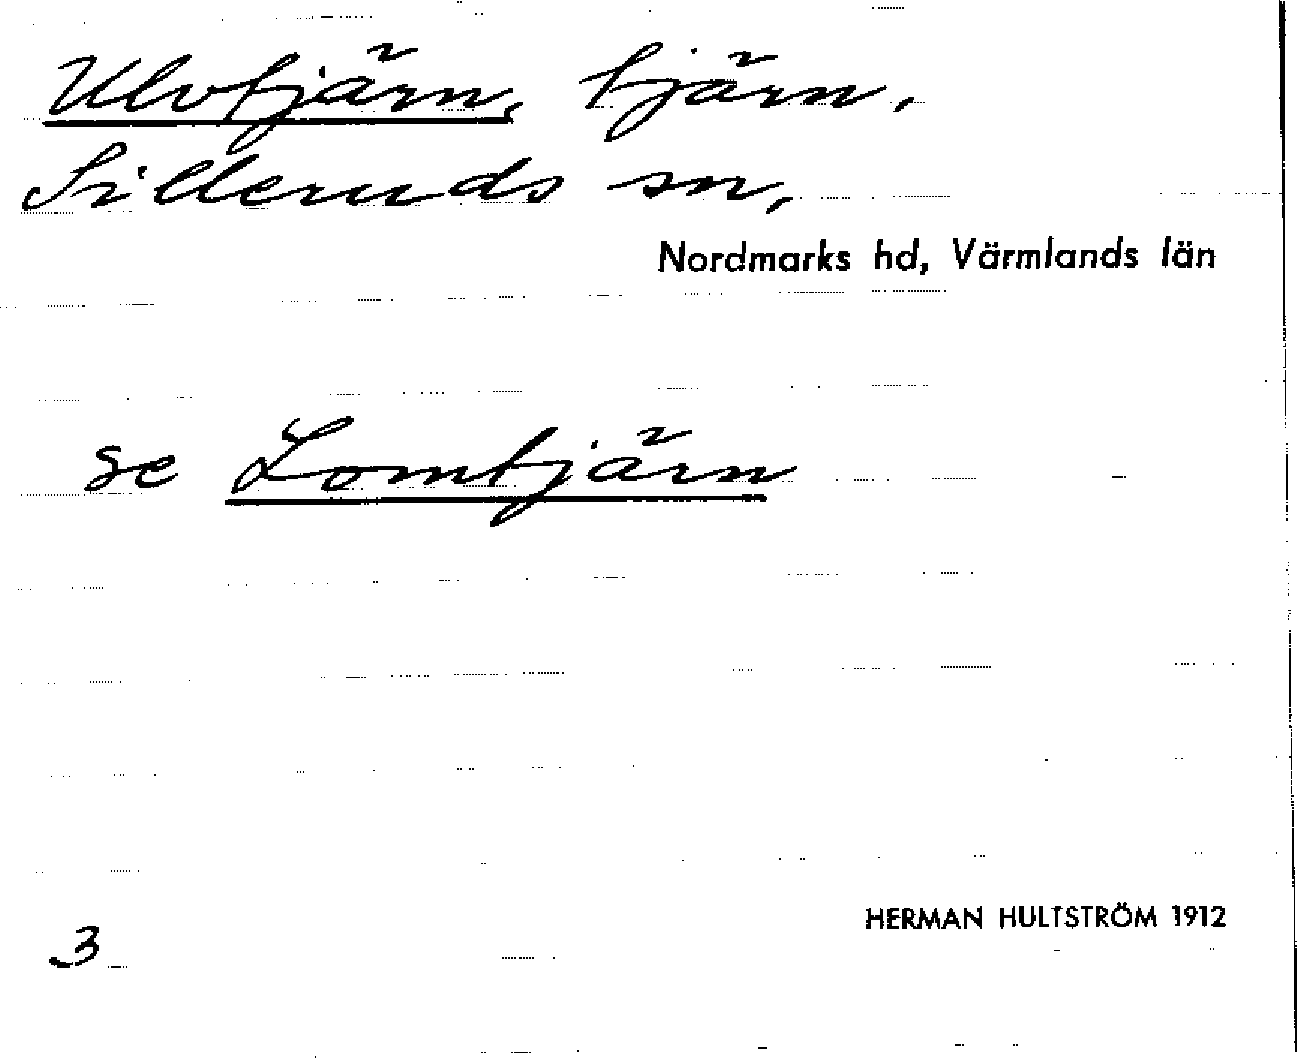 Ulvtjärn, tjärn,
Silleruds sn,
Nordmarks hd, Värmlands län
se Lomtjärn
HERMAN HULTSTRÖM 1912
3